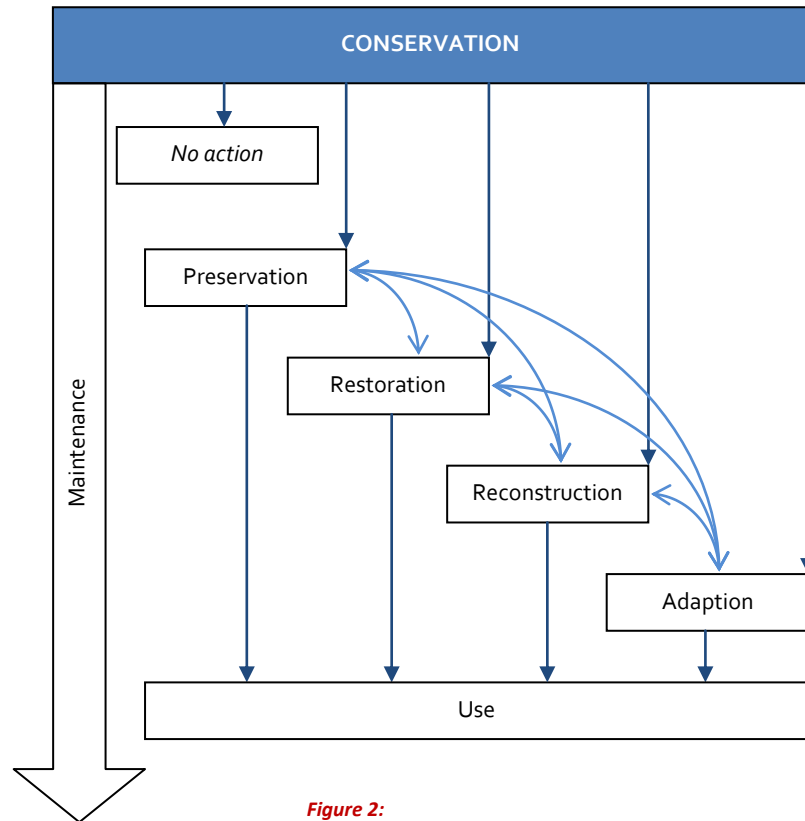 CONSERVATION
No action
Preservation
Restoration
Maintenance
Reconstruction
Adaption
Use
Figure 2: